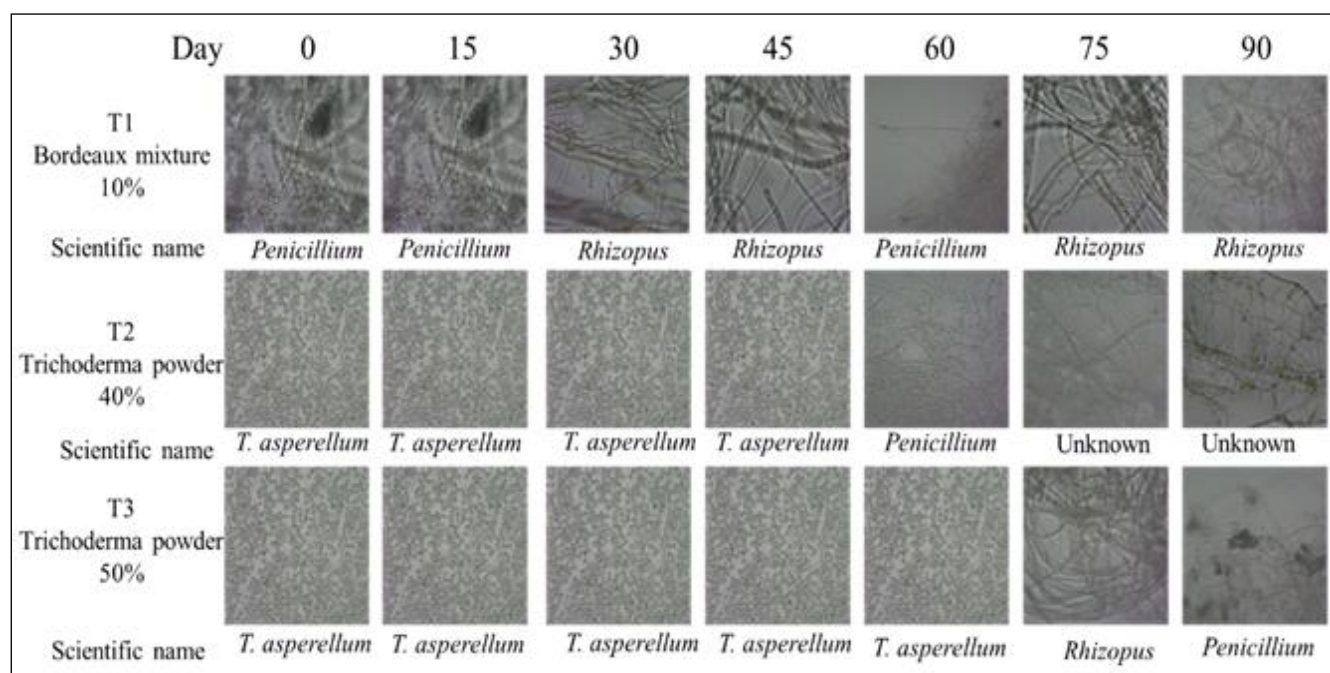 Day 0 15 30 45 60 75 90
T1
Bordeaux mixture
10%
Scientific name Penicillium Penicillium Rhizopus Rhizopus Penicillium Rhizopus Rhizopus
T2
Trichoderma powder
40%
Scientific name T. asperellum T. asperellum T. asperellum T. asperellum Penicillium Unknown Unknown
T3
Trichoderma powder
50%
Scientific name T. asperellum T. asperellum T. asperellum T. asperellum T. asperellum Rhizopus Penicillium